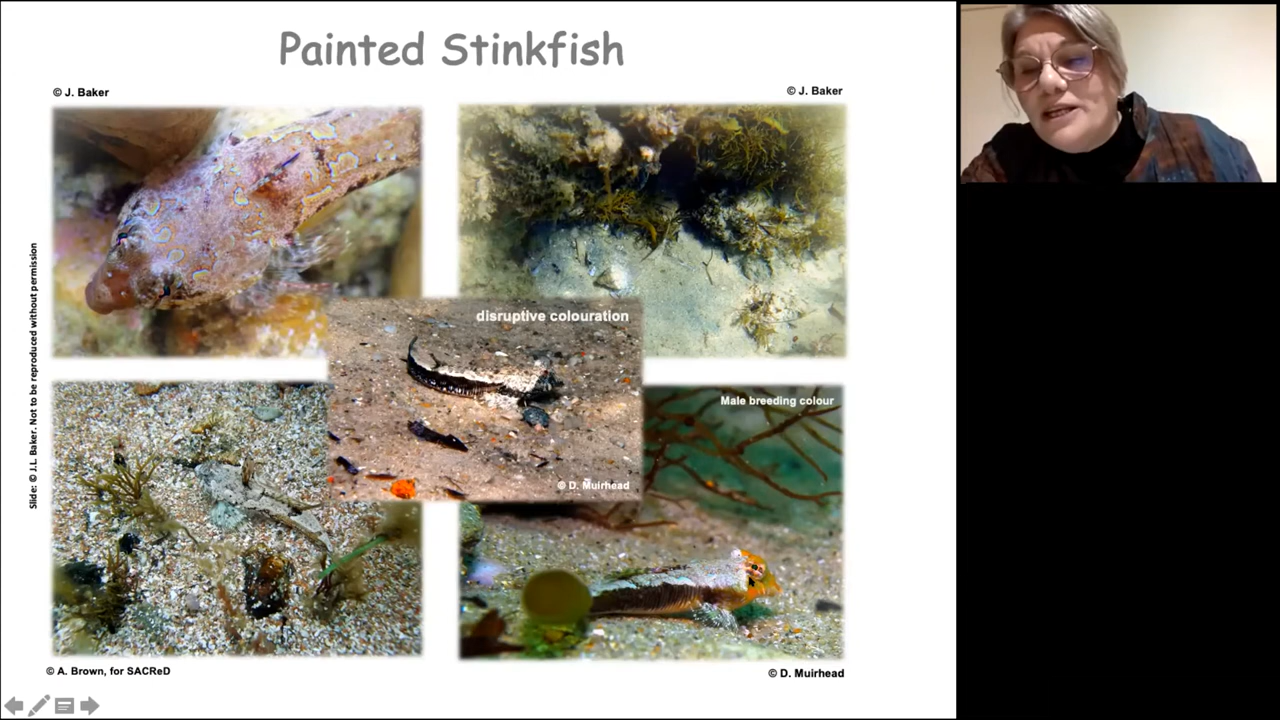 Painted Stinkfish
© J. Baker
© J. Baker
Slide: © J.L. Baker. Not to be reproduced without permission
disruptive colouration
© D. Muirhead
Male breeding colour
© A. Brown, for SACReD
© D. Muirhead